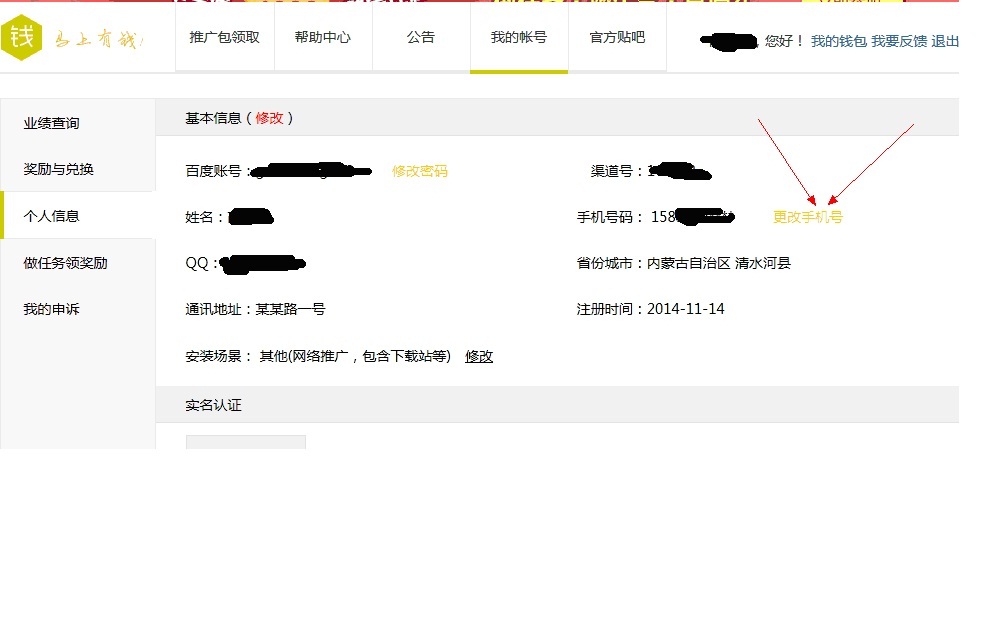 钱 马上有钱
推广包领取 帮助中心 公告 我的帐号 官方贴吧
您好！ 我的钱包 我要反馈 退出
业绩查询
奖励与兑换
个人信息
做任务领奖励
我的申诉
基本信息（修改）
百度账号： 修改密码 渠道号：1
姓名： 手机号码： 158 更改手机号
QQ： 省份城市：内蒙古自治区 清水河县
通讯地址：某某路一号 注册时间：2014-11-14
安装场景： 其他(网络推广，包含下载站等) 修改
实名认证